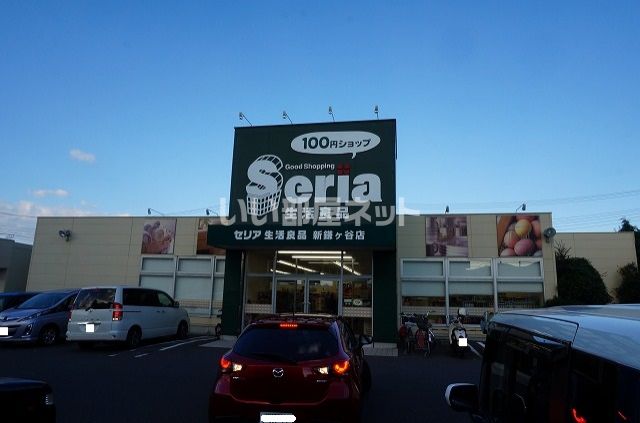 100円ショップ
Good Shopping
Seria
生活良品
いい部屋ネット
セリア 生活良品 新鎌ヶ谷店